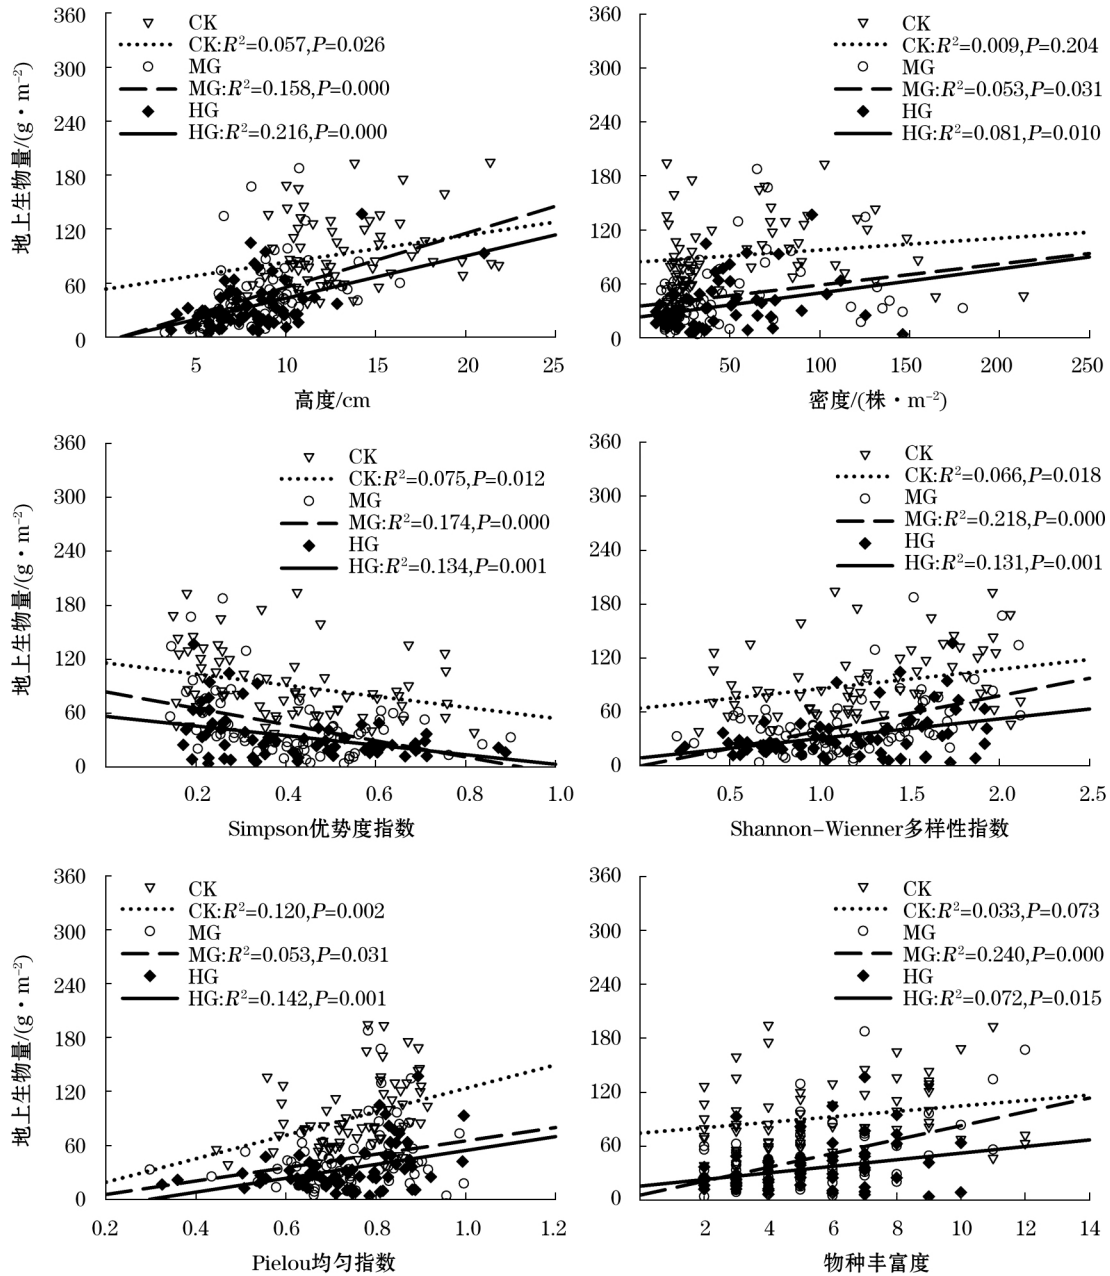 360
300
240
180
120
60
0
地上生物量/(g·m⁻²)
CK
CK:R²=0.057,P=0.026
MG
MG:R²=0.158,P=0.000
HG
HG:R²=0.216,P=0.000
5 10 15 20 25
高度/cm
360
300
240
180
120
60
0
CK
CK:R²=0.009,P=0.204
MG
MG:R²=0.053,P=0.031
HG
HG:R²=0.081,P=0.010
50 100 150 200 250
密度/(株·m⁻²)
360
300
240
180
120
60
0
地上生物量/(g·m⁻²)
CK
CK:R²=0.075,P=0.012
MG
MG:R²=0.174,P=0.000
HG
HG:R²=0.134,P=0.001
0.2 0.4 0.6 0.8 1.0
Simpson优势度指数
360
300
240
180
120
60
0
CK
CK:R²=0.066,P=0.018
MG
MG:R²=0.218,P=0.000
HG
HG:R²=0.131,P=0.001
0.5 1.0 1.5 2.0 2.5
Shannon-Wienner多样性指数
360
300
240
180
120
60
0
地上生物量/(g·m⁻²)
CK
CK:R²=0.120,P=0.002
MG
MG:R²=0.053,P=0.031
HG
HG:R²=0.142,P=0.001
0.2 0.4 0.6 0.8 1.0 1.2
Pielou均匀指数
360
300
240
180
120
60
0
CK
CK:R²=0.033,P=0.073
MG
MG:R²=0.240,P=0.000
HG
HG:R²=0.072,P=0.015
2 4 6 8 10 12 14
物种丰富度